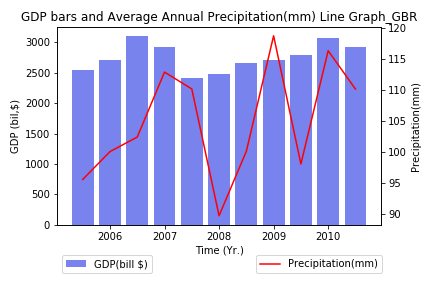 GDP bars and Average Annual Precipitation(mm) Line Graph_GBR
GDP (bil,$)
3000
2500
2000
1500
1000
500
0
120
115
110
105
100
95
90
Precipitation(mm)
2006 2007 2008 2009 2010
Time (Yr.)
GDP(bill $)
Precipitation(mm)